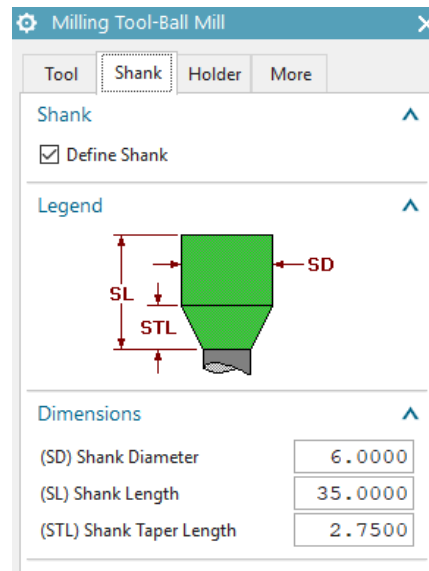 Milling Tool-Ball Mill
Tool Shank Holder More
Shank
Define Shank
Legend
SD
SL
STL
Dimensions
(SD) Shank Diameter 6.0000
(SL) Shank Length 35.0000
(STL) Shank Taper Length 2.7500